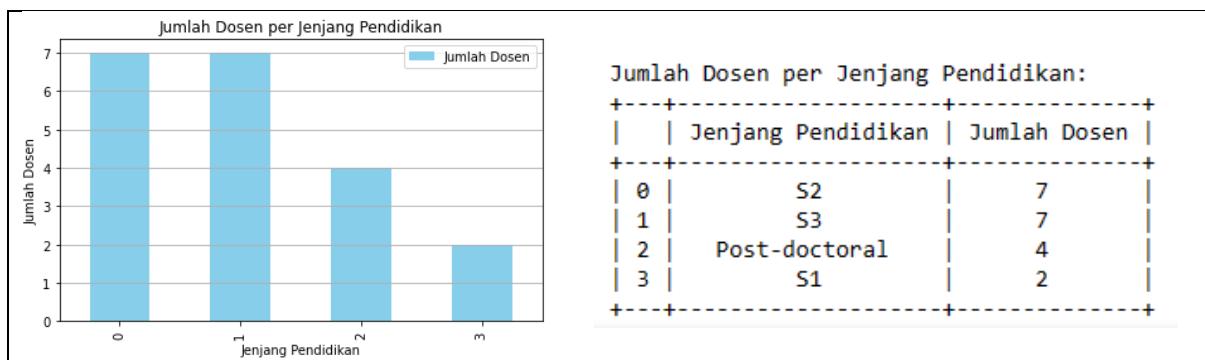 Jumlah Dosen per Jenjang Pendidikan
Jumlah Dosen
7
6
5
4
3
2
1
0
Jumlah Dosen
0 1 2 3
Jenjang Pendidikan
Jumlah Dosen per Jenjang Pendidikan:
+---+---------------------+--------------+
|   | Jenjang Pendidikan | Jumlah Dosen |
+---+---------------------+--------------+
| 0 | S2 | 7 |
| 1 | S3 | 7 |
| 2 | Post-doctoral | 4 |
| 3 | S1 | 2 |
+---+---------------------+--------------+